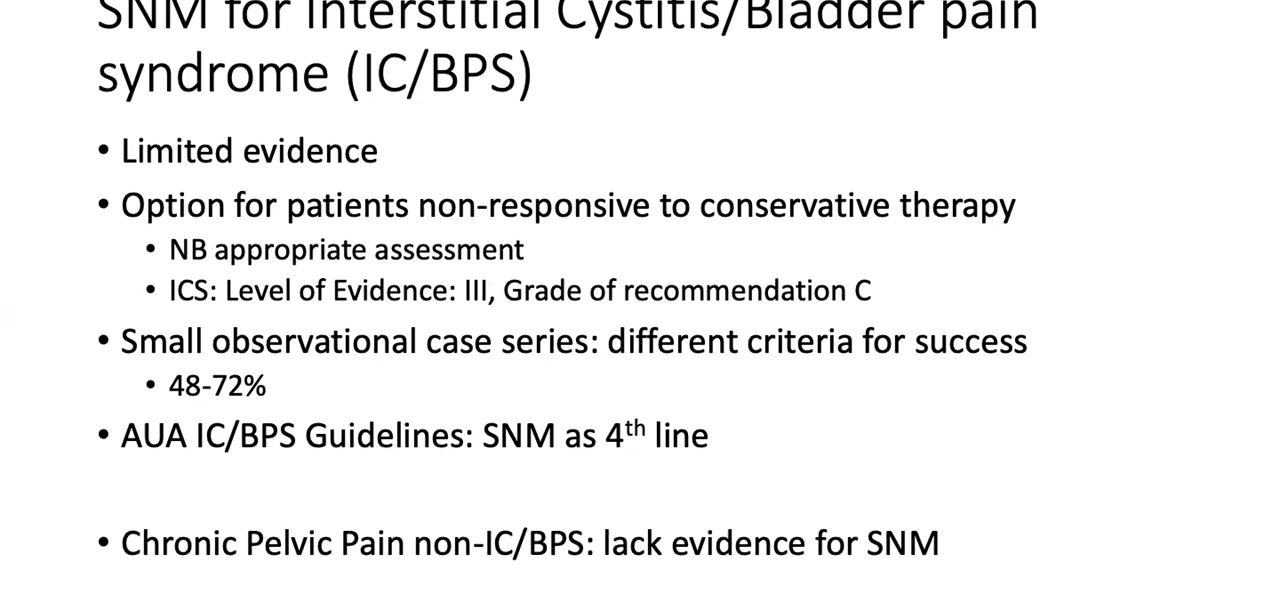 SNM for Interstitial Cystitis/Bladder pain
syndrome (IC/BPS)
• Limited evidence
• Option for patients non-responsive to conservative therapy
• NB appropriate assessment
• ICS: Level of Evidence: III, Grade of recommendation C
• Small observational case series: different criteria for success
• 48-72%
• AUA IC/BPS Guidelines: SNM as 4th line
• Chronic Pelvic Pain non-IC/BPS: lack evidence for SNM